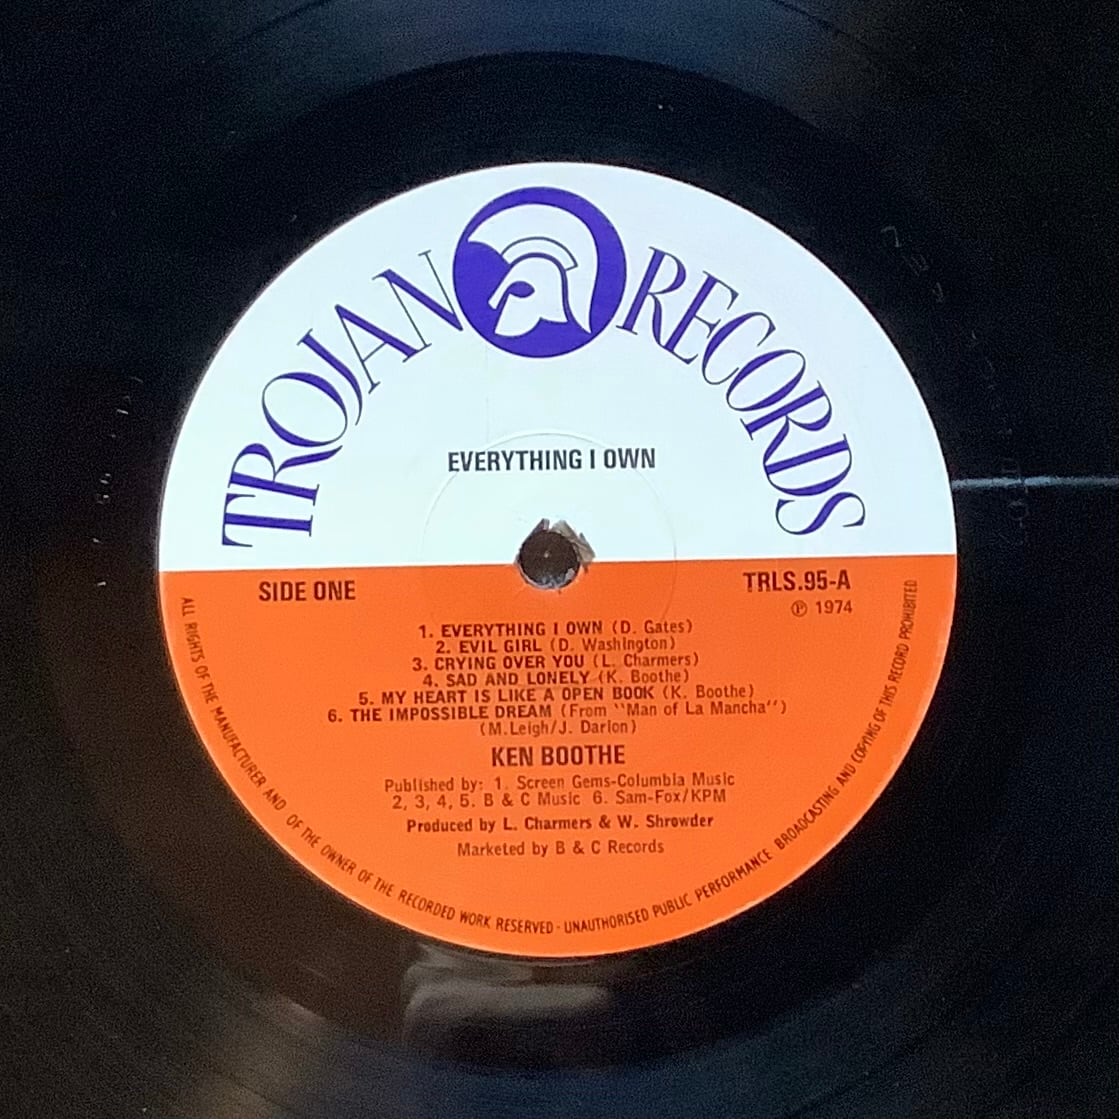 TROJAN RECORDS
EVERYTHING I OWN
SIDE ONE
TRLS.95-A
Ⓟ 1974
1. EVERYTHING I OWN (D. Gates)
2. EVIL GIRL (D. Washington)
3. CRYING OVER YOU (L. Charmers)
4. SAD AND LONELY (K. Boothe)
5. MY HEART IS LIKE A OPEN BOOK (K. Boothe)
6. THE IMPOSSIBLE DREAM (From "Man of La Mancha")
(M.Leigh/J. Darion)
KEN BOOTHE
Published by: 1. Screen Gems-Columbia Music
2, 3, 4, 5. B & C Music 6. Sam-Fox/KPM
Produced by L. Charmers & W. Shrowder
Marketed by B & C Records
ALL RIGHTS OF THE MANUFACTURER AND OF THE OWNER OF THE RECORDED WORK RESERVED - UNAUTHORISED PUBLIC PERFORMANCE BROADCASTING AND COPYING OF THIS RECORD PROHIBITED